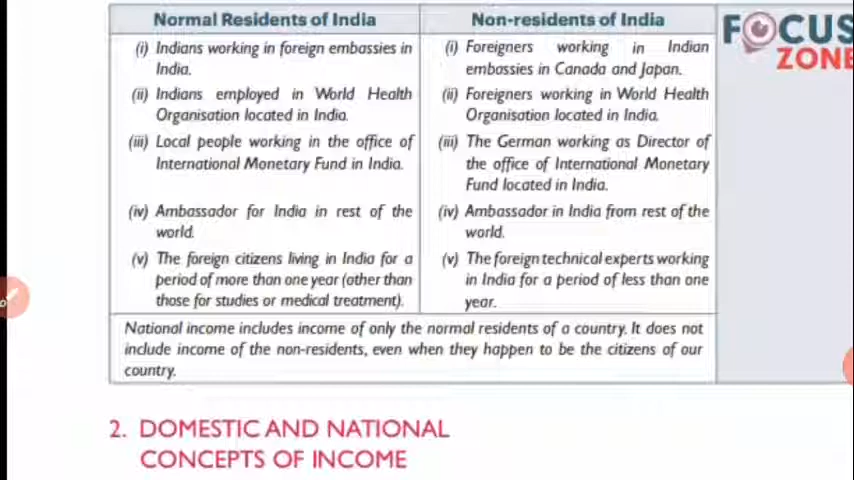 Normal Residents of India
(i) Indians working in foreign embassies in
India.
(ii) Indians employed in World Health
Organisation located in India.
(iii) Local people working in the office of
International Monetary Fund in India.
(iv) Ambassador for India in rest of the
world.
(v) The foreign citizens living in India for a
period of more than one year (other than
those for studies or medical treatment).
Non-residents of India
(i) Foreigners working in Indian
embassies in Canada and Japan.
(ii) Foreigners working in World Health
Organisation located in India.
(iii) The German working as Director of
the office of International Monetary
Fund located in India.
(iv) Ambassador in India from rest of the
world.
(v) The foreign technical experts working
in India for a period of less than one
year.
National income includes income of only the normal residents of a country. It does not
include income of the non-residents, even when they happen to be the citizens of our
country.
2. DOMESTIC AND NATIONAL
CONCEPTS OF INCOME
FOCUS
ZONE